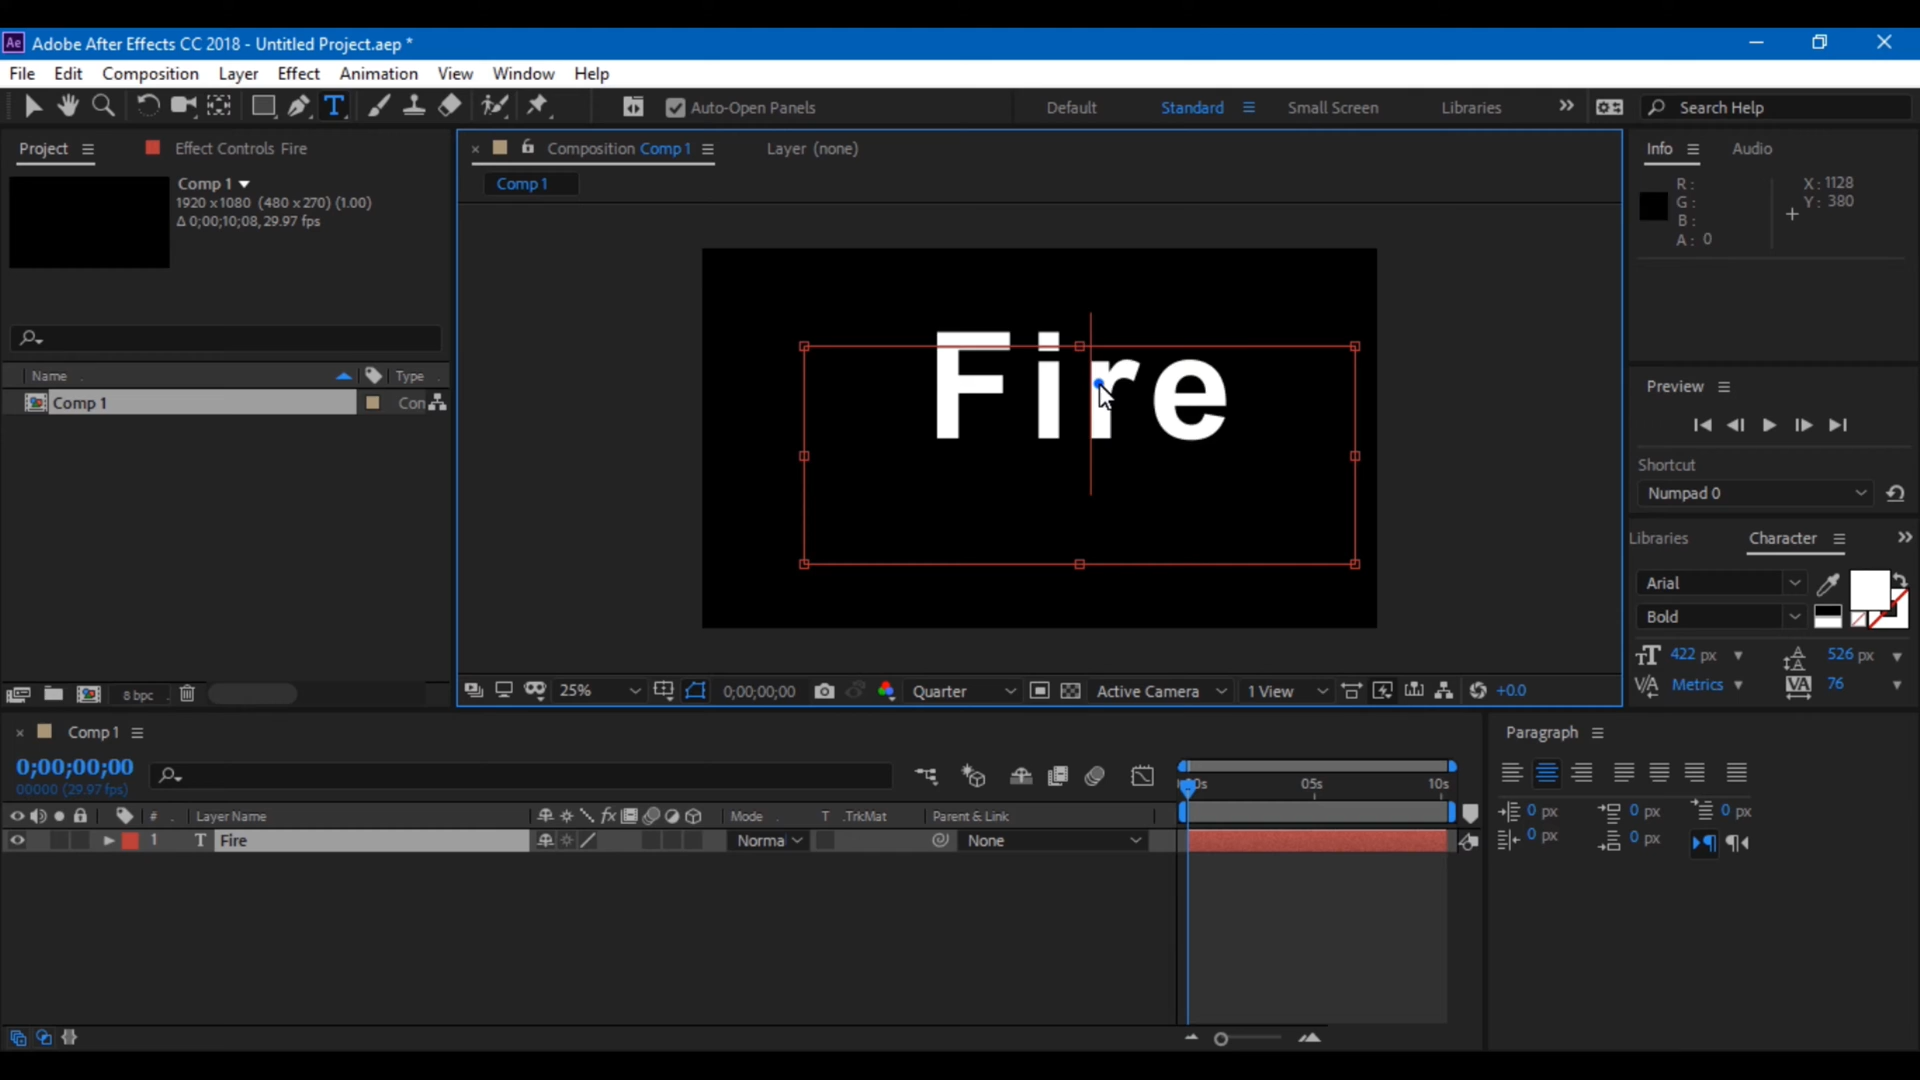 Ae Adobe After Effects CC 2018 - Untitled Project.aep *
File Edit Composition Layer Effect Animation View Window Help
T Auto-Open Panels Default Standard Small Screen Libraries Search Help
Project Effect Controls Fire
Composition Comp 1 Layer (none)
Info Audio
Comp 1
1920 x 1080 (480 x 270) (1.00)
Δ 0;00;10;08, 29.97 fps
Comp 1
R :
G :
B :
A : 0
X : 1128
Y : 380
Fire
Name Type
Comp 1 Con
Preview
Shortcut
Numpad 0
Libraries Character
Arial
Bold
422 px 526 px
Metrics 76
8 bpc
25% 0;00;00;00 Quarter Active Camera 1 View +0.0
Comp 1
0;00;00;00
00000 (29.97 fps)
00s 05s 10s
# Layer Name fx Mode T .TrkMat Parent & Link
1 T Fire Norma None
Paragraph
0 px 0 px 0 px
0 px 0 px